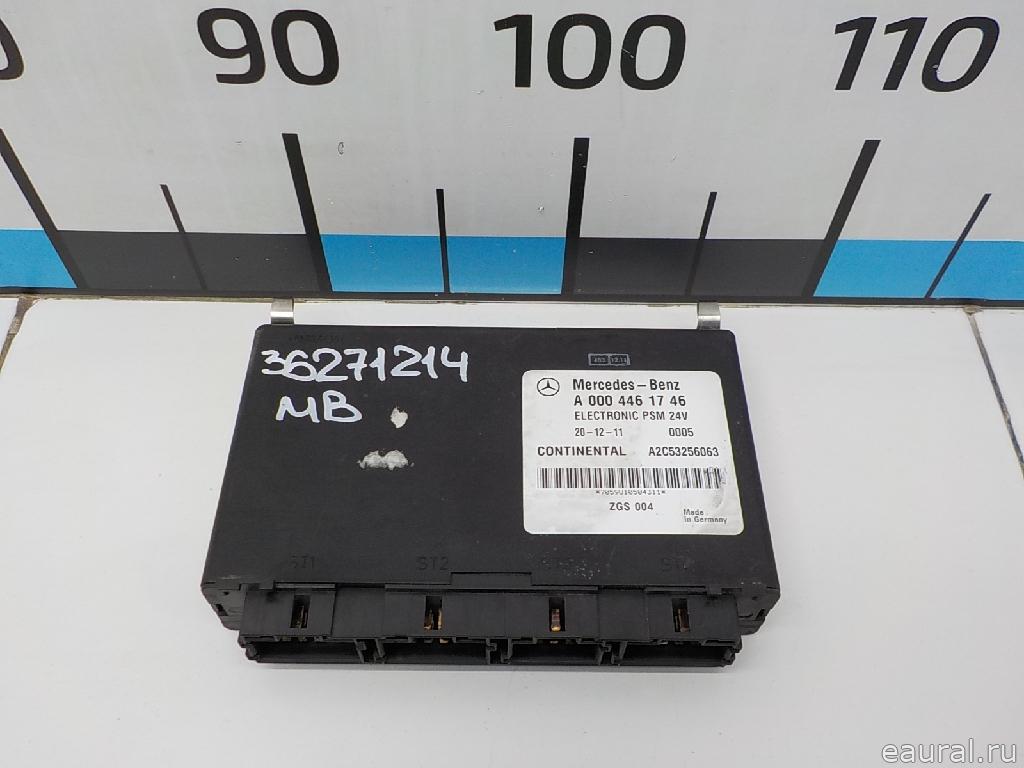 90 100 110
36271214
MB
Mercedes-Benz
A 000 446 17 46
ELECTRONIC PSM 24V
20-12-11 0005
CONTINENTAL A2C53256063
ZGS 004
Made
in Germany
ST1 ST2
eaural.ru